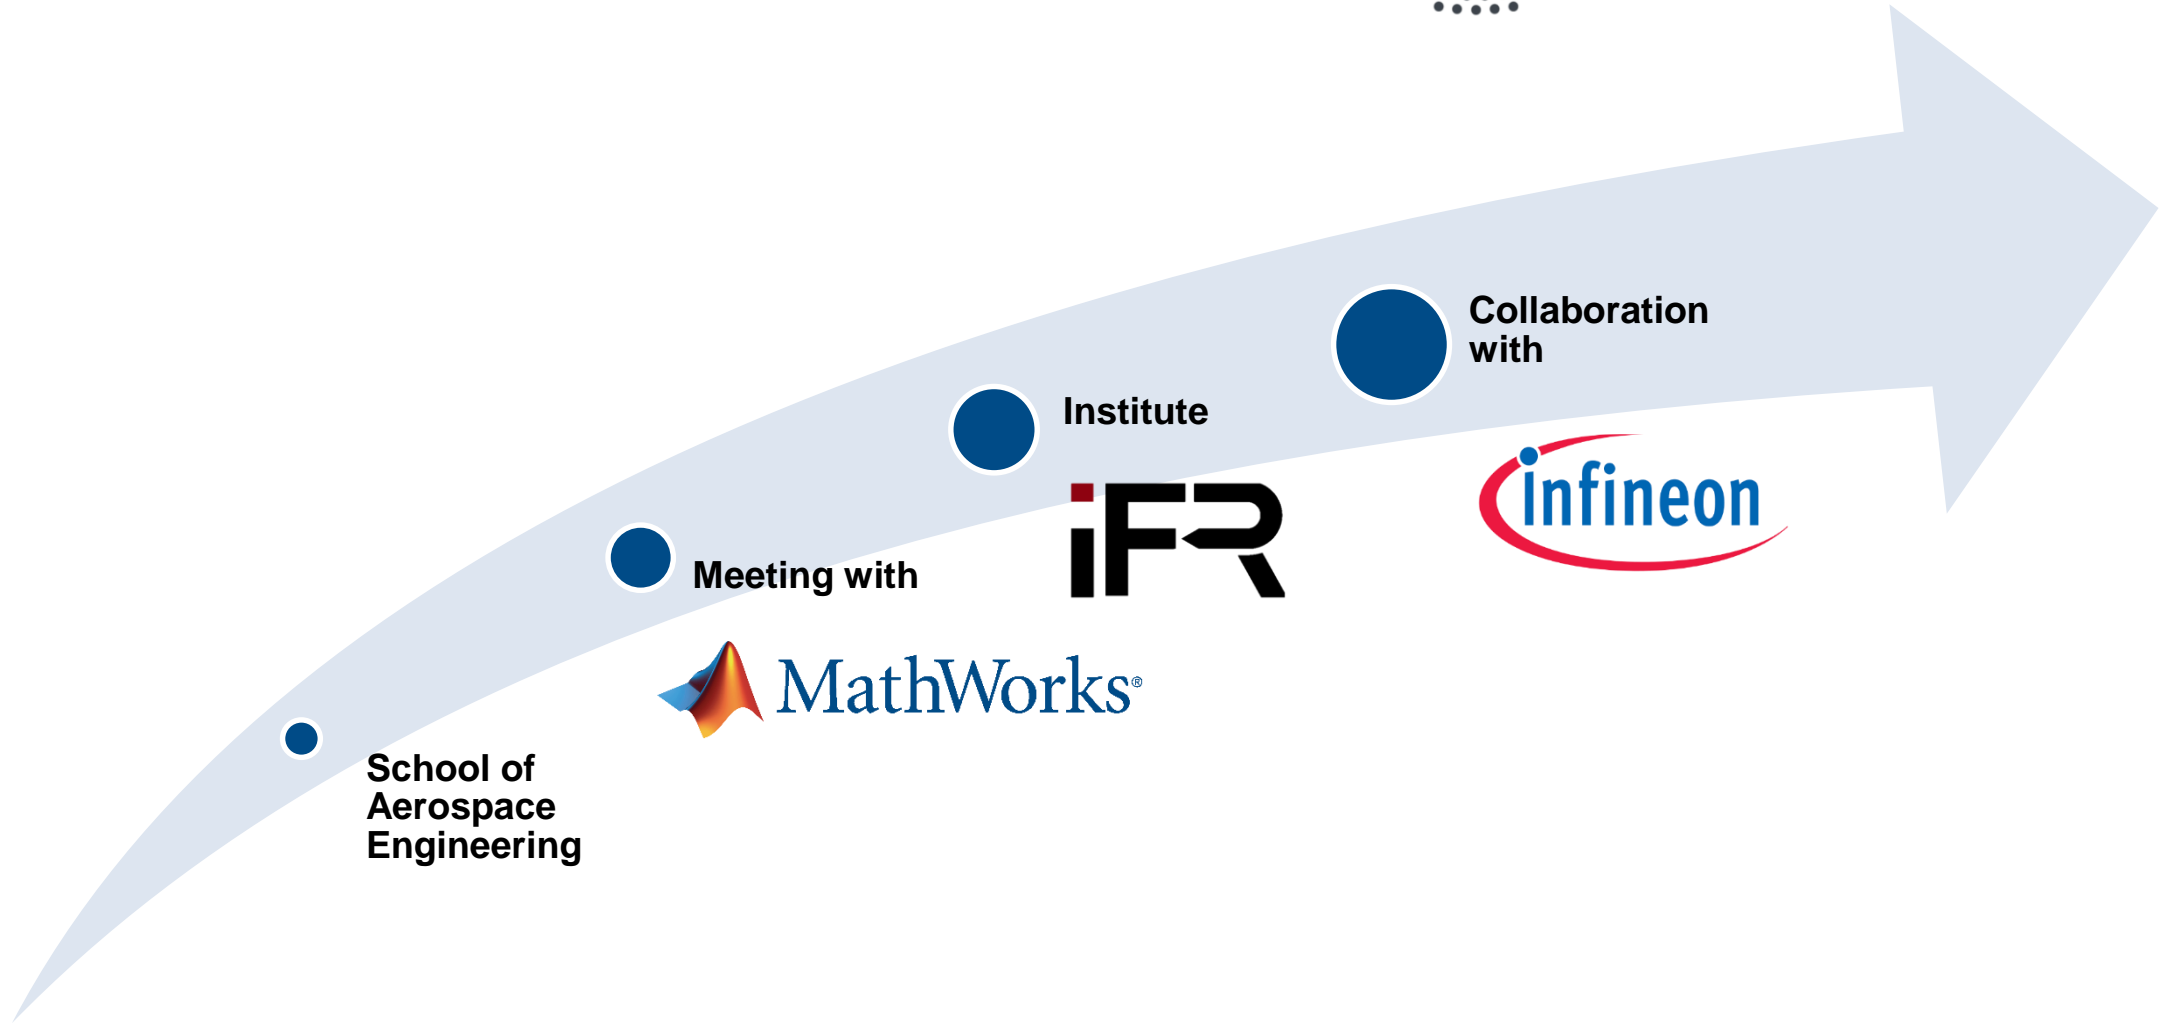 Collaboration
with
Institute
infineon
iFR
Meeting with
MathWorks®
School of
Aerospace
Engineering